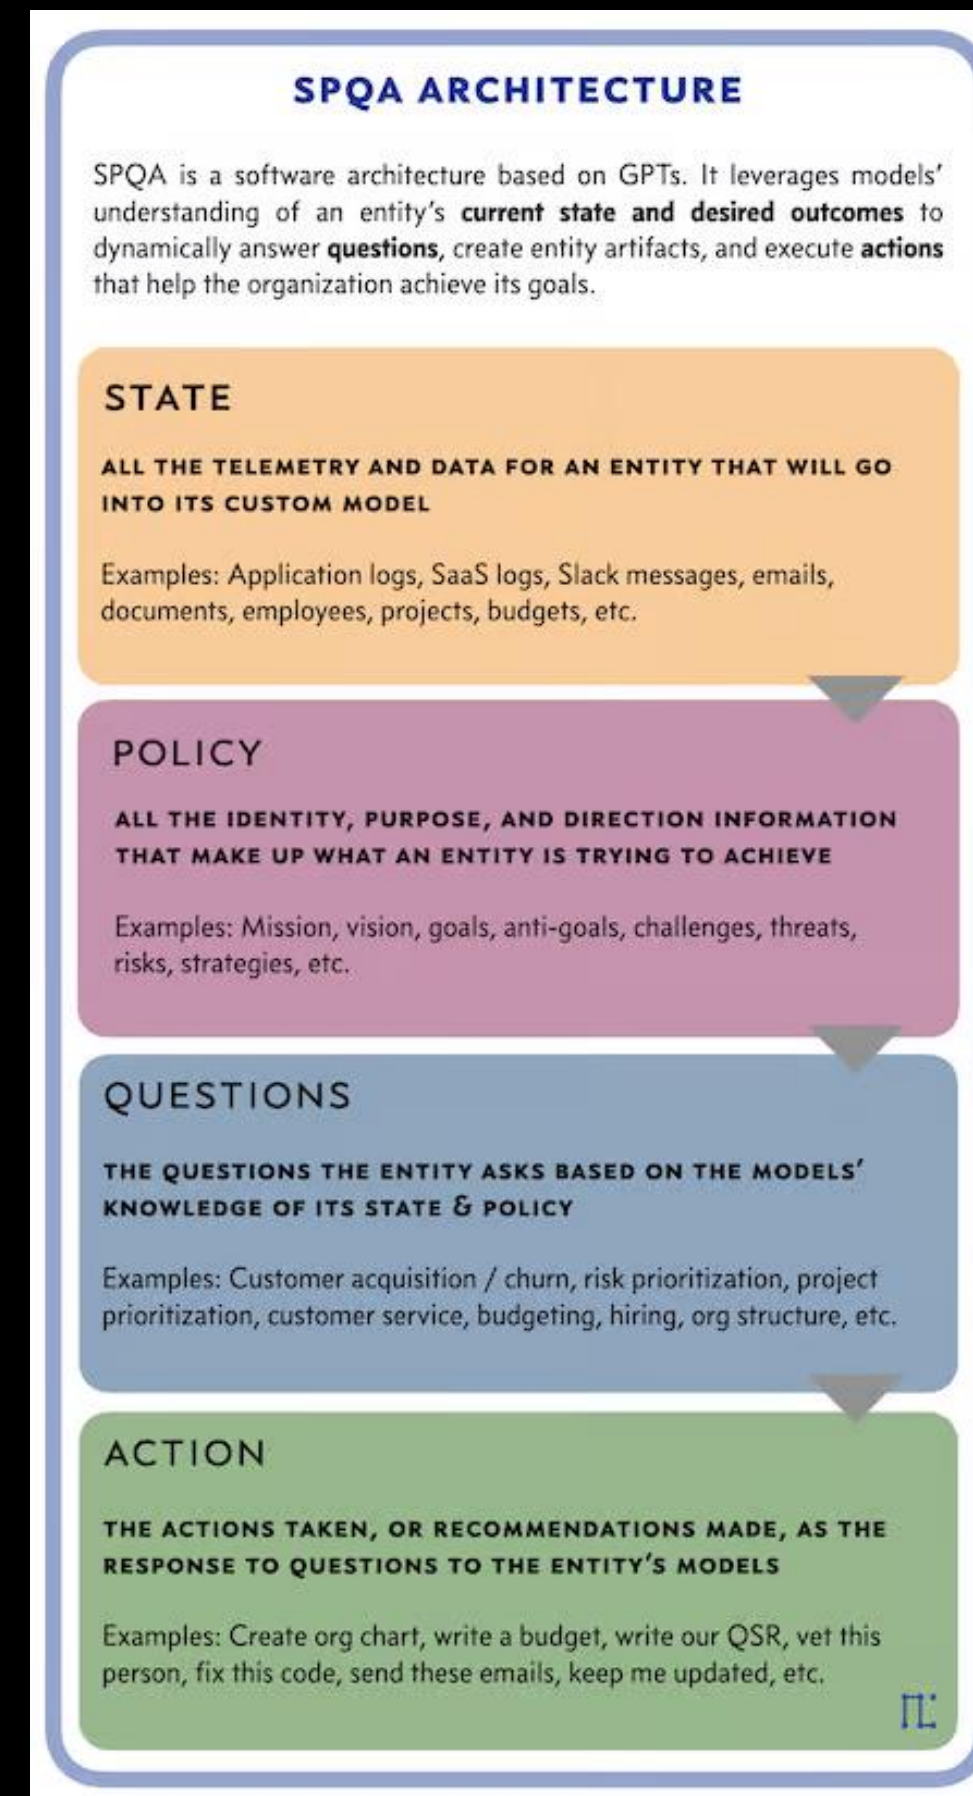 SPQA ARCHITECTURE
SPQA is a software architecture based on GPTs. It leverages models'
understanding of an entity's current state and desired outcomes to
dynamically answer questions, create entity artifacts, and execute actions
that help the organization achieve its goals.
STATE
ALL THE TELEMETRY AND DATA FOR AN ENTITY THAT WILL GO
INTO ITS CUSTOM MODEL
Examples: Application logs, SaaS logs, Slack messages, emails,
documents, employees, projects, budgets, etc.
POLICY
ALL THE IDENTITY, PURPOSE, AND DIRECTION INFORMATION
THAT MAKE UP WHAT AN ENTITY IS TRYING TO ACHIEVE
Examples: Mission, vision, goals, anti-goals, challenges, threats,
risks, strategies, etc.
QUESTIONS
THE QUESTIONS THE ENTITY ASKS BASED ON THE MODELS'
KNOWLEDGE OF ITS STATE & POLICY
Examples: Customer acquisition / churn, risk prioritization, project
prioritization, customer service, budgeting, hiring, org structure, etc.
ACTION
THE ACTIONS TAKEN, OR RECOMMENDATIONS MADE, AS THE
RESPONSE TO QUESTIONS TO THE ENTITY'S MODELS
Examples: Create org chart, write a budget, write our QSR, vet this
person, fix this code, send these emails, keep me updated, etc.